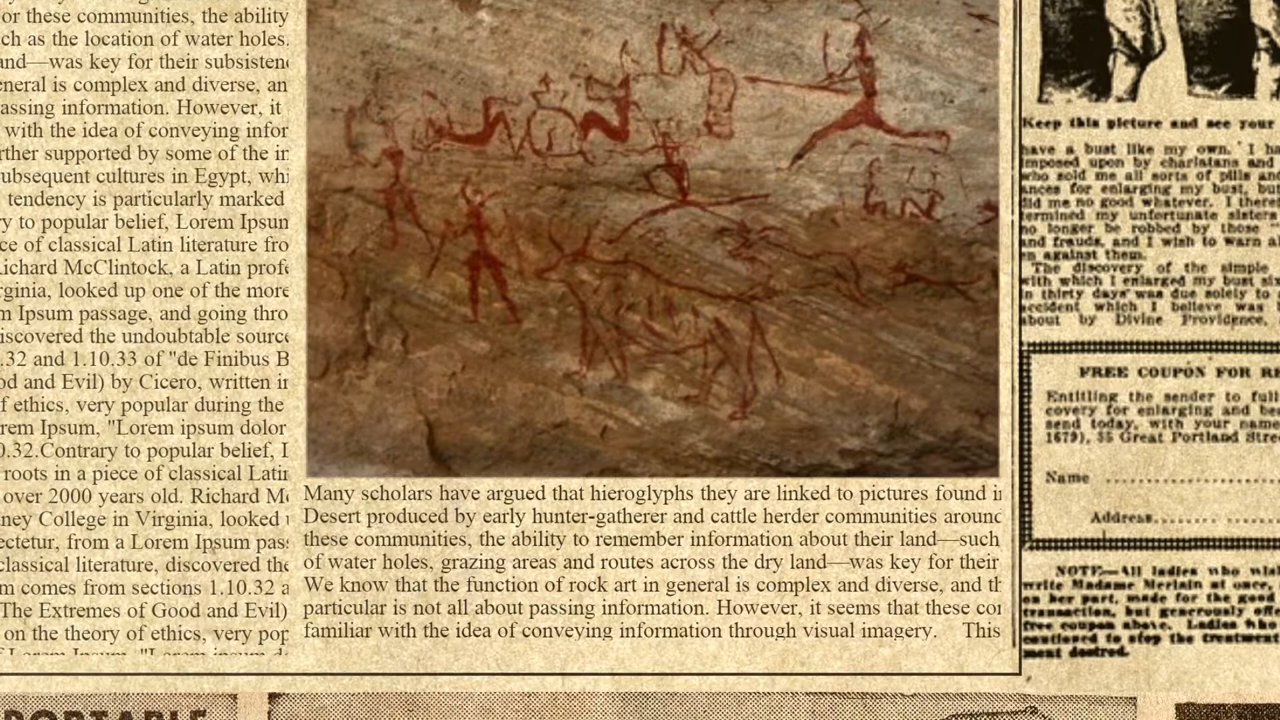 or these communities, the ability
ch as the location of water holes.
and—was key for their subsisten
eneral is complex and diverse, an
assing information. However, it
with the idea of conveying infor
rther supported by some of the in
subsequent cultures in Egypt, whi
tendency is particularly marked
ry to popular belief, Lorem Ipsun
ce of classical Latin literature fro
Richard McClintock, a Latin profe
rginia, looked up one of the more
m Ipsum passage, and going thro
iscovered the undoubtable source
.32 and 1.10.33 of "de Finibus B
od and Evil) by Cicero, written in
f ethics, very popular during the
rem Ipsum, "Lorem ipsum dolor
0.32.Contrary to popular belief, L
roots in a piece of classical Latin
over 2000 years old. Richard Mc
ney College in Virginia, looked u
ectetur, from a Lorem Ipsum pass
classical literature, discovered the
m comes from sections 1.10.32 a
The Extremes of Good and Evil)
on the theory of ethics, very pop
Many scholars have argued that hieroglyphs they are linked to pictures found in
Desert produced by early hunter-gatherer and cattle herder communities around
these communities, the ability to remember information about their land—such
of water holes, grazing areas and routes across the dry land—was key for their
We know that the function of rock art in general is complex and diverse, and th
particular is not all about passing information. However, it seems that these com
familiar with the idea of conveying information through visual imagery. This
Keep this picture and see your
have a bust like my own. I ha
imposed upon by charlatans and
who sold me all sorts of pills and
ances for enlarging my bust, but
did me no good whatever. I there
termined my unfortunate sisters
no longer be robbed by those "
and frauds, and I wish to warn al
en against them.
The discovery of the simple
with which I enlarged my bust six
in thirty days was due solely to
accident which I believe was
about by Divine Providence,
FREE COUPON FOR RE
Entitling the sender to full
covery for enlarging and be
send today, with your name
1679), 55 Great Portland Stree
Name
Address
NOTE—All ladies who wish
write Madame Merlain at once,
on her part, made for the good
transaction, but generously offe
free coupon above. Ladies who
cautioned to stop the treatment
ment desired.
PORTABLE